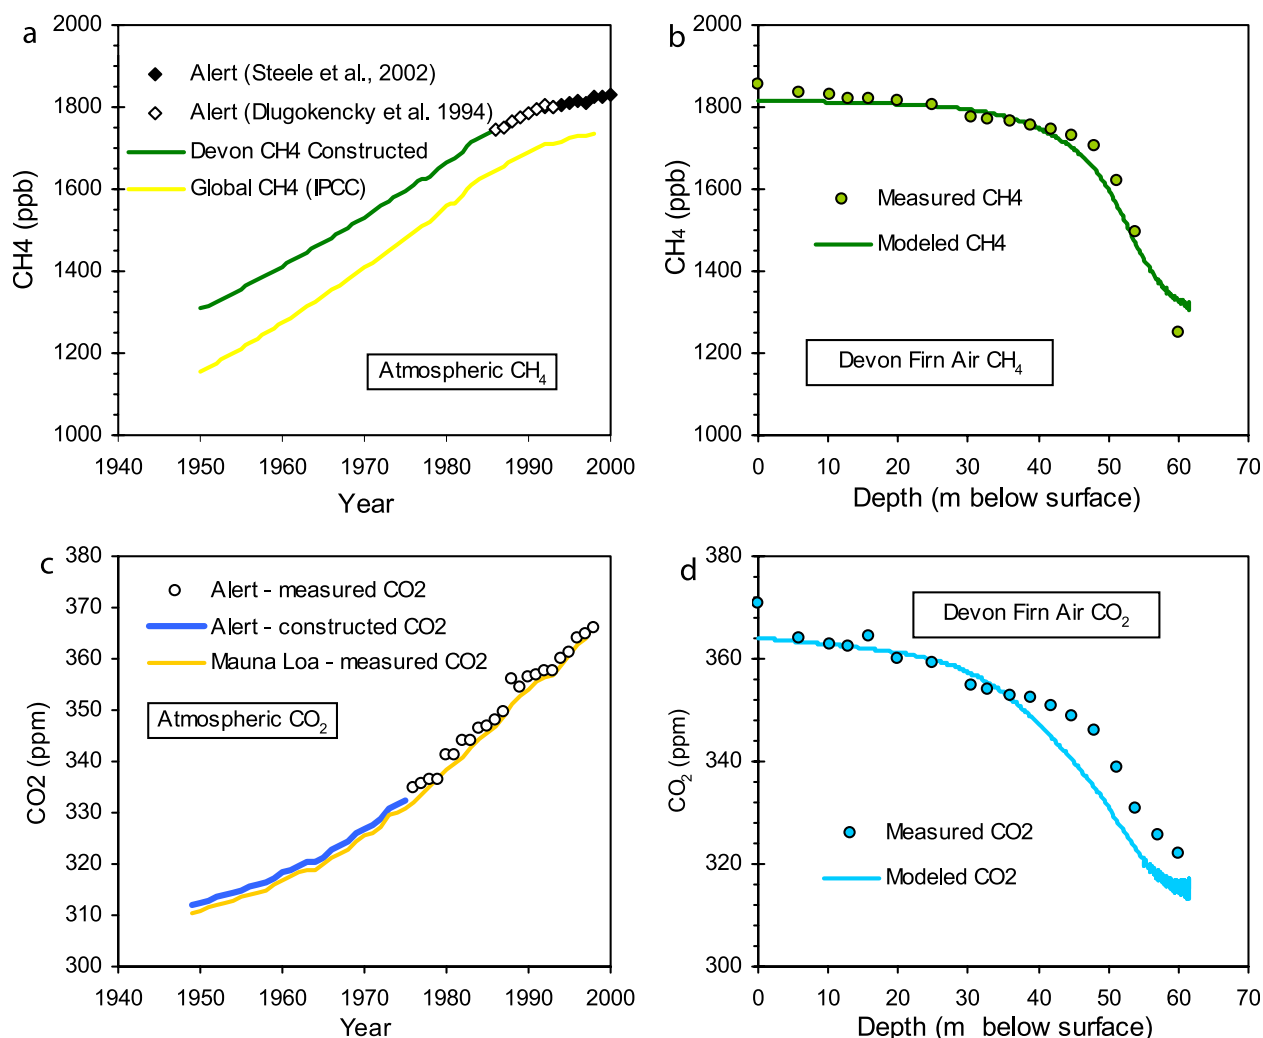 a
2000
1800
1600
1400
1200
1000
CH4 (ppb)
Alert (Steele et al., 2002)
Alert (Dlugokencky et al. 1994)
Devon CH4 Constructed
Global CH4 (IPCC)
Atmospheric CH4
1940 1950 1960 1970 1980 1990 2000
Year
b
2000
1800
1600
1400
1200
1000
CH4 (ppb)
Measured CH4
Modeled CH4
Devon Firn Air CH4
0 10 20 30 40 50 60 70
Depth (m below surface)
c
380
370
360
350
340
330
320
310
300
CO2 (ppm)
Alert - measured CO2
Alert - constructed CO2
Mauna Loa - measured CO2
Atmospheric CO2
1940 1950 1960 1970 1980 1990 2000
Year
d
380
360
340
320
300
CO2 (ppm)
Devon Firn Air CO2
Measured CO2
Modeled CO2
0 10 20 30 40 50 60 70
Depth (m below surface)